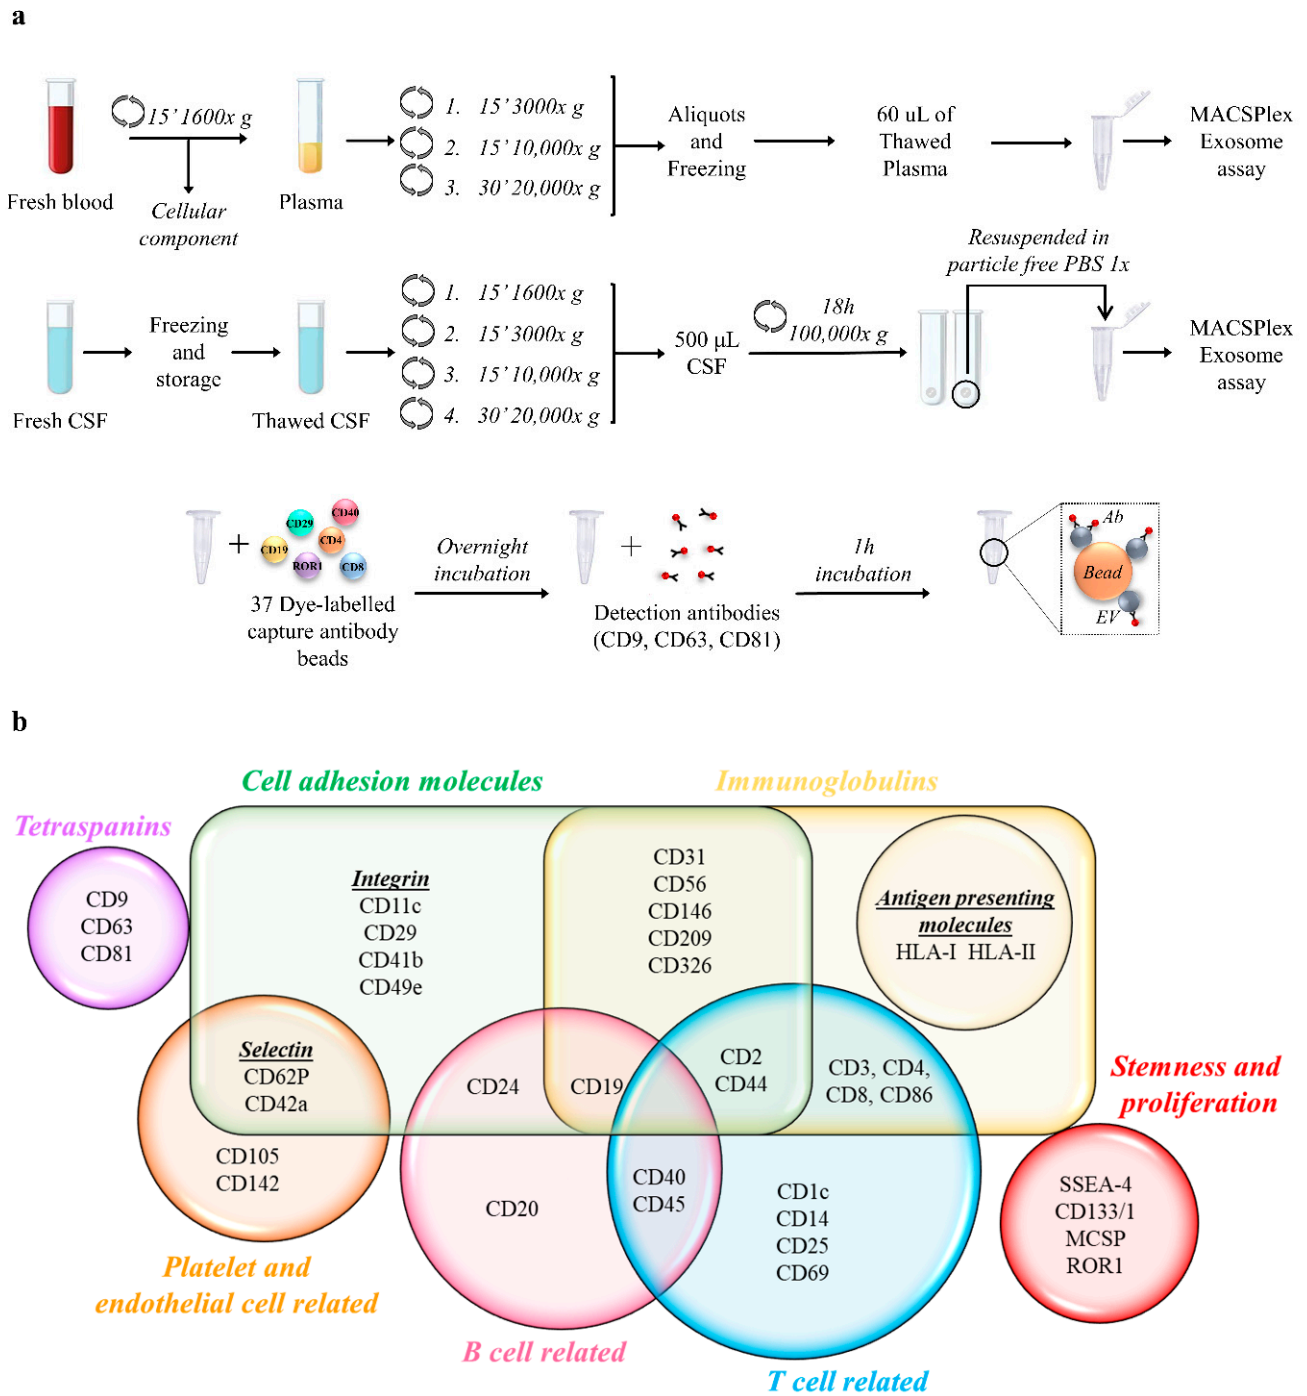 a
15’ 1600x g
Fresh blood
Cellular
component
Plasma
1. 15’ 3000x g
2. 15’ 10,000x g
3. 30’ 20,000x g
Aliquots
and
Freezing
60 uL of
Thawed
Plasma
MACSPlex
Exosome
assay
Fresh CSF
Freezing
and
storage
Thawed CSF
1. 15’ 1600x g
2. 15’ 3000x g
3. 15’ 10,000x g
4. 30’ 20,000x g
500 μL
CSF
18h
100,000x g
Resuspended in
particle free PBS 1x
MACSPlex
Exosome
assay
CD29
CD40
CD19
CD4
ROR1
CD8
37 Dye-labelled
capture antibody
beads
Overnight
incubation
Detection antibodies
(CD9, CD63, CD81)
1h
incubation
Ab
Bead
EV
b
Cell adhesion molecules
Immunoglobulins
Tetraspanins
CD9
CD63
CD81
Integrin
CD11c
CD29
CD41b
CD49e
CD31
CD56
CD146
CD209
CD326
Antigen presenting
molecules
HLA-I HLA-II
Selectin
CD62P
CD42a
CD105
CD142
CD24
CD19
CD2
CD44
CD3, CD4,
CD8, CD86
CD20
CD40
CD45
CD1c
CD14
CD25
CD69
Stemness and
proliferation
SSEA-4
CD133/1
MCSP
ROR1
Platelet and
endothelial cell related
B cell related
T cell related